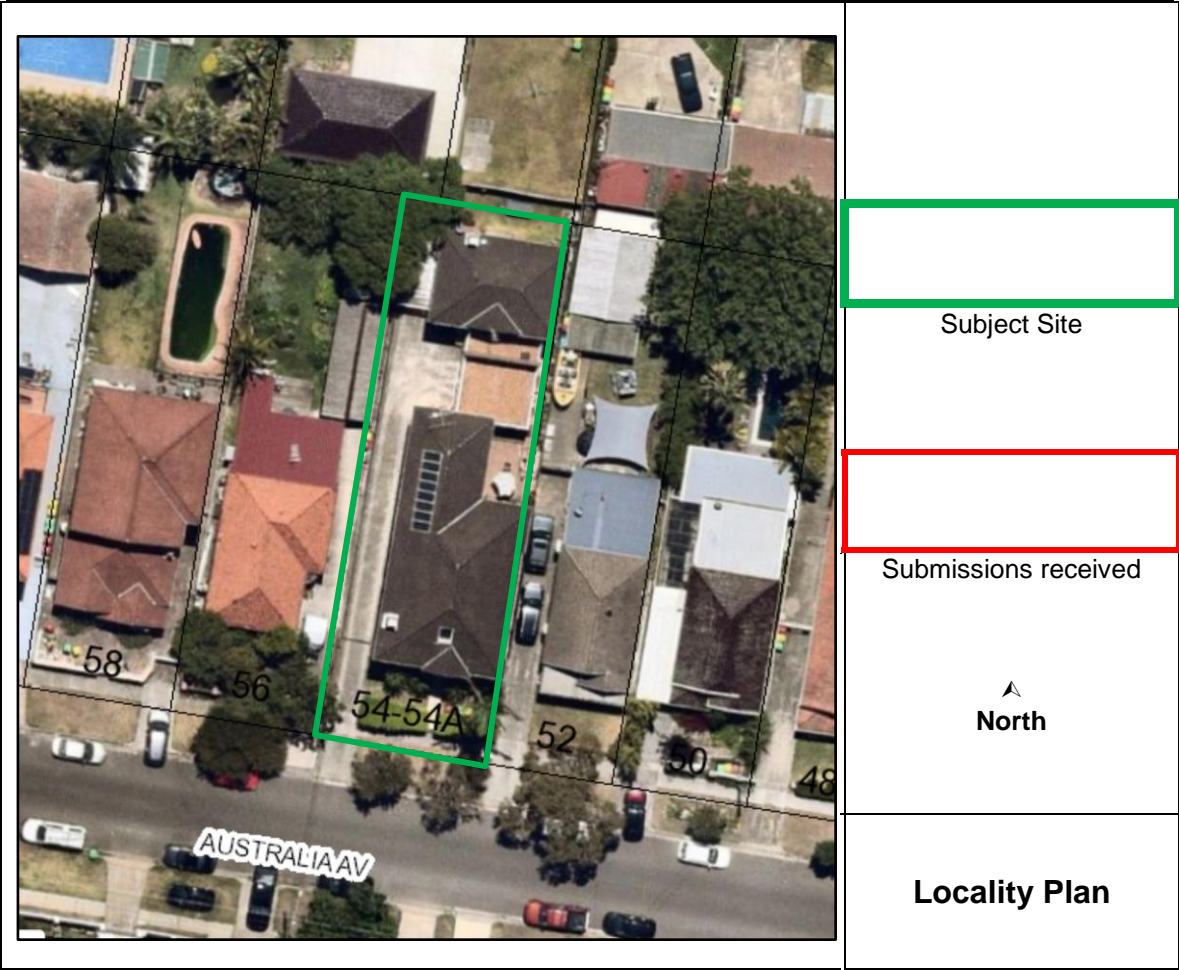 58
56
54-54A
52
50
48
AUSTRALIA AV
Subject Site
Submissions received
North
Locality Plan